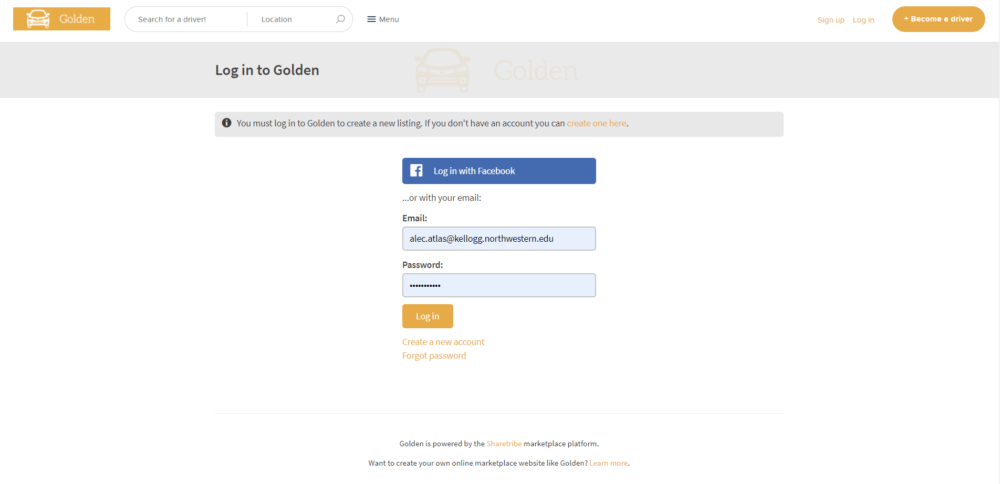 Golden
Search for a driver!
Location
Menu
Sign up
Log in
+ Become a driver
Log in to Golden
Golden
You must log in to Golden to create a new listing. If you don't have an account you can create one here.
Log in with Facebook
...or with your email:
Email:
alec.atlas@kellogg.northwestern.edu
Password:
•••••••••••
Log in
Create a new account
Forgot password
Golden is powered by the Sharetribe marketplace platform.
Want to create your own online marketplace website like Golden? Learn more.